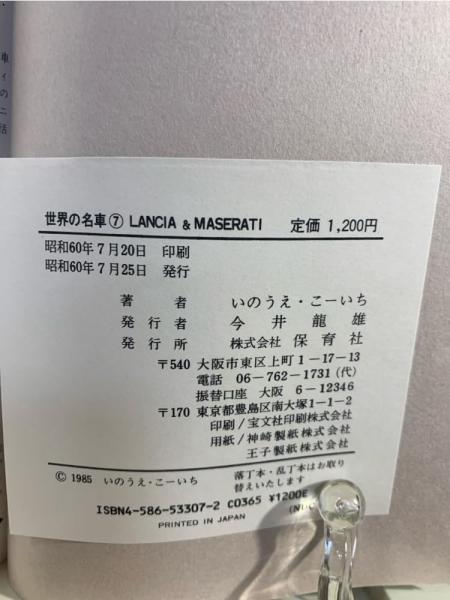 車
ィ
の
ニ
活
世界の名車⑦ LANCIA & MASERATI 定価 1,200円
昭和60年7月20日 印刷
昭和60年7月25日 発行
著者 いのうえ・こーいち
発行者 今井龍雄
発行所 株式会社 保育社
〒540 大阪市東区上町1-17-13
電話 06-762-1731(代)
振替口座 大阪 6-12346
〒170 東京都豊島区南大塚1-1-2
印刷/宝文社印刷株式会社
用紙/神崎製紙株式会社
王子製紙株式会社
© 1985 いのうえ・こーいち 落丁本・乱丁本はお取り
替えいたします
ISBN4-586-53307-2 C0365 ¥1200E (NDC
PRINTED IN JAPAN